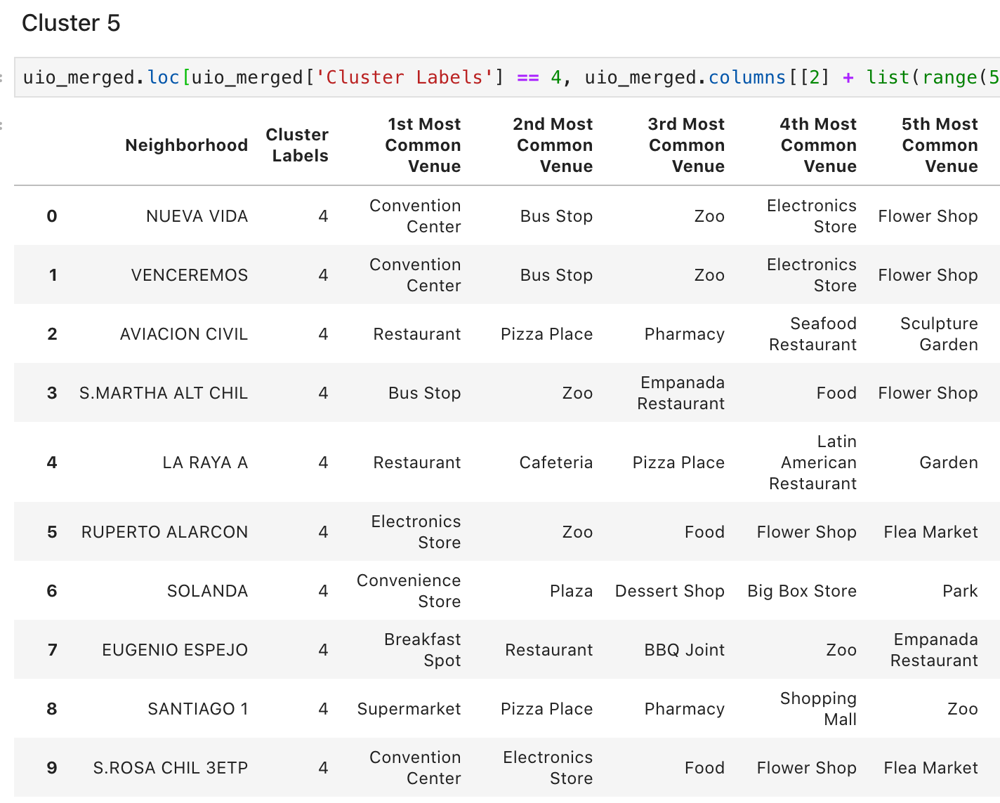 Cluster 5
uio_merged.loc[uio_merged['Cluster Labels'] == 4, uio_merged.columns[[2] + list(range(5
Neighborhood Cluster Labels 1st Most Common Venue 2nd Most Common Venue 3rd Most Common Venue 4th Most Common Venue 5th Most Common Venue
0 NUEVA VIDA 4 Convention Center Bus Stop Zoo Electronics Store Flower Shop
1 VENCEREMOS 4 Convention Center Bus Stop Zoo Electronics Store Flower Shop
2 AVIACION CIVIL 4 Restaurant Pizza Place Pharmacy Seafood Restaurant Sculpture Garden
3 S.MARTHA ALT CHIL 4 Bus Stop Zoo Empanada Restaurant Food Flower Shop
4 LA RAYA A 4 Restaurant Cafeteria Pizza Place Latin American Restaurant Garden
5 RUPERTO ALARCON 4 Electronics Store Zoo Food Flower Shop Flea Market
6 SOLANDA 4 Convenience Store Plaza Dessert Shop Big Box Store Park
7 EUGENIO ESPEJO 4 Breakfast Spot Restaurant BBQ Joint Zoo Empanada Restaurant
8 SANTIAGO 1 4 Supermarket Pizza Place Pharmacy Shopping Mall Zoo
9 S.ROSA CHIL 3ETP 4 Convention Center Electronics Store Food Flower Shop Flea Market